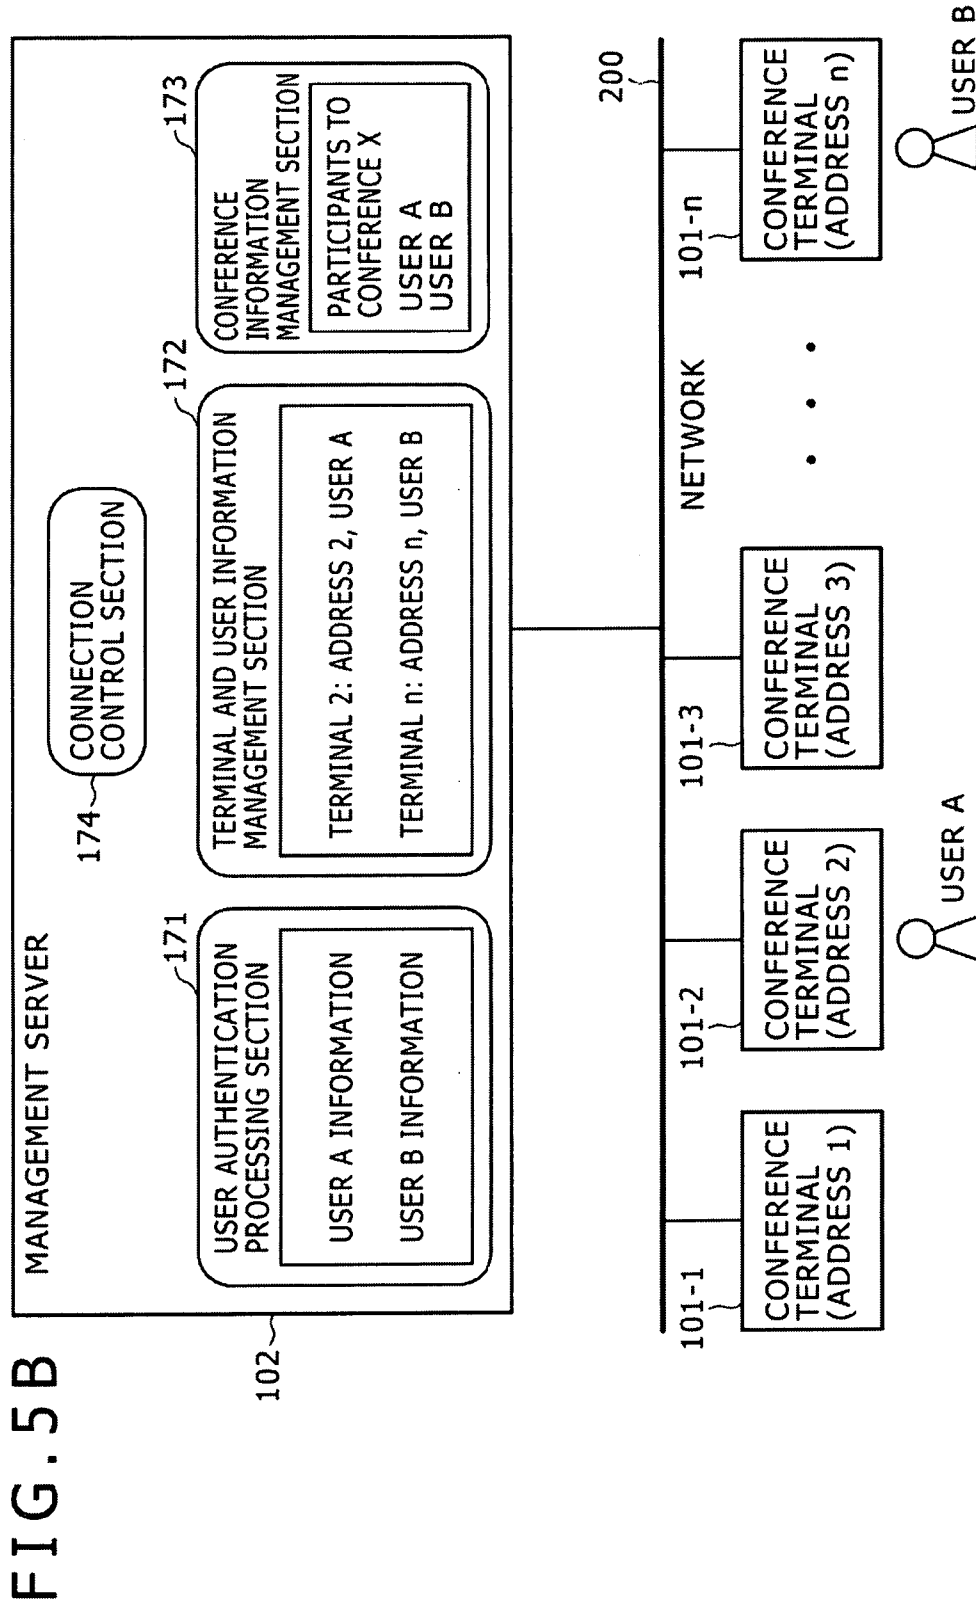 FIG.5B
MANAGEMENT SERVER
102
174
CONNECTION
CONTROL SECTION
171
USER AUTHENTICATION
PROCESSING SECTION
USER A INFORMATION
USER B INFORMATION
172
TERMINAL AND USER INFORMATION
MANAGEMENT SECTION
TERMINAL 2: ADDRESS 2, USER A
TERMINAL n: ADDRESS n, USER B
173
CONFERENCE
INFORMATION
MANAGEMENT SECTION
PARTICIPANTS TO
CONFERENCE X
USER A
USER B
200
NETWORK
101-1
CONFERENCE
TERMINAL
(ADDRESS 1)
101-2
CONFERENCE
TERMINAL
(ADDRESS 2)
USER A
101-3
CONFERENCE
TERMINAL
(ADDRESS 3)
• • •
101-n
CONFERENCE
TERMINAL
(ADDRESS n)
USER B